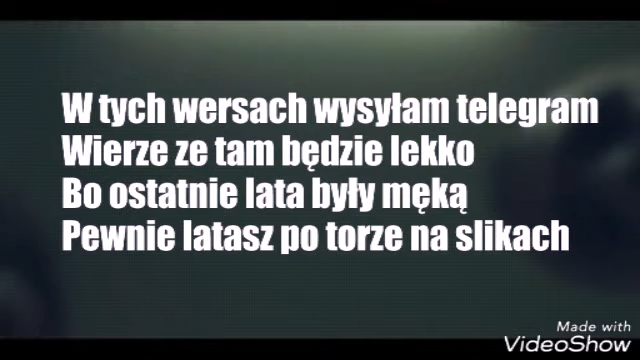 W tych wersach wysyłam telegram
Wierze ze tam będzie lekko
Bo ostatnie lata były męką
Pewnie latasz po torze na slikach
Made with
VideoShow